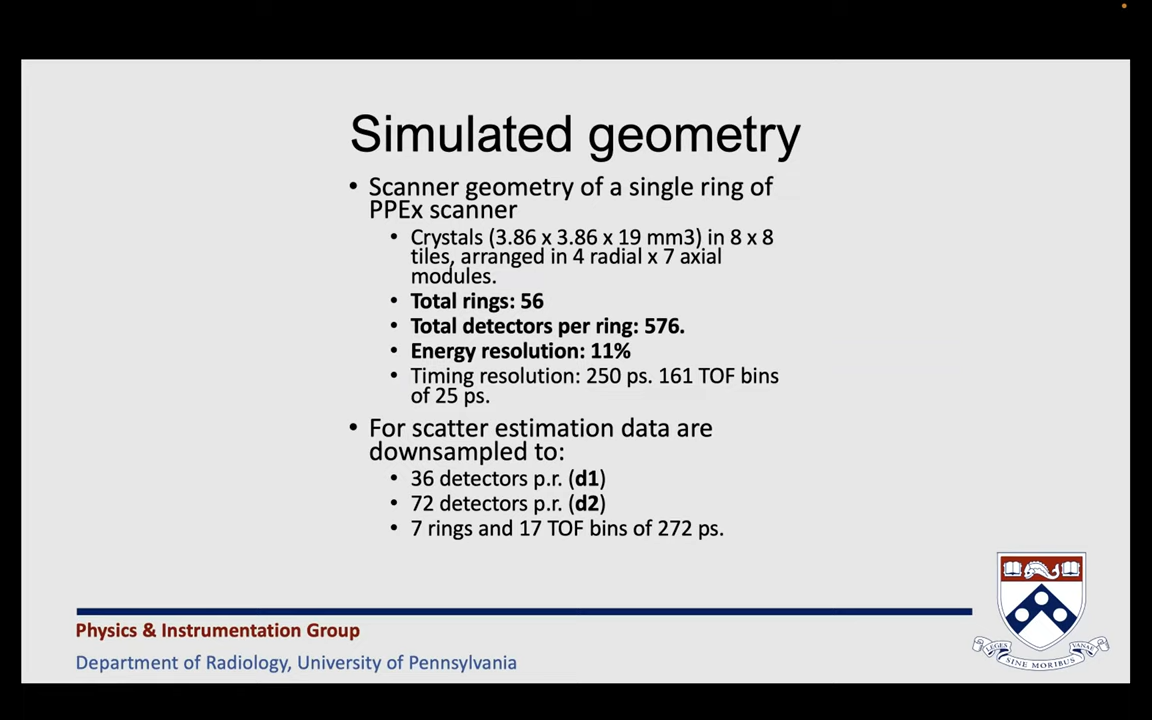 Simulated geometry
• Scanner geometry of a single ring of
PPEx scanner
• Crystals (3.86 x 3.86 x 19 mm3) in 8 x 8
tiles, arranged in 4 radial x 7 axial
modules.
• Total rings: 56
• Total detectors per ring: 576.
• Energy resolution: 11%
• Timing resolution: 250 ps. 161 TOF bins
of 25 ps.
• For scatter estimation data are
downsampled to:
• 36 detectors p.r. (d1)
• 72 detectors p.r. (d2)
• 7 rings and 17 TOF bins of 272 ps.
Physics & Instrumentation Group
Department of Radiology, University of Pennsylvania
LEGES SINE MORIBUS VANAE